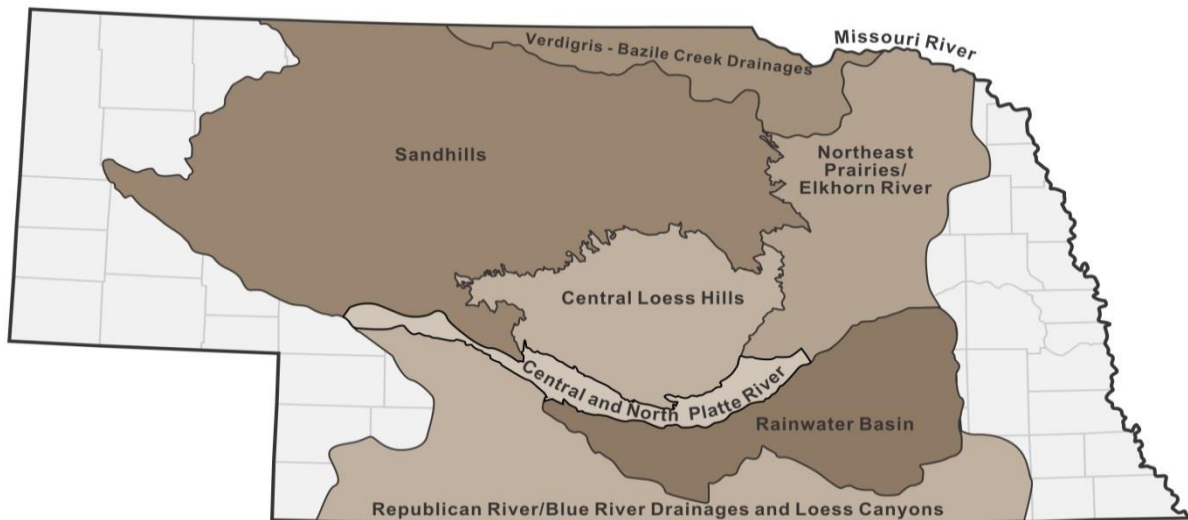 Missouri River
Verdigris - Bazile Creek Drainages
Sandhills
Northeast
Prairies/
Elkhorn River
Central Loess Hills
Central and North Platte River
Rainwater Basin
Republican River/Blue River Drainages and Loess Canyons